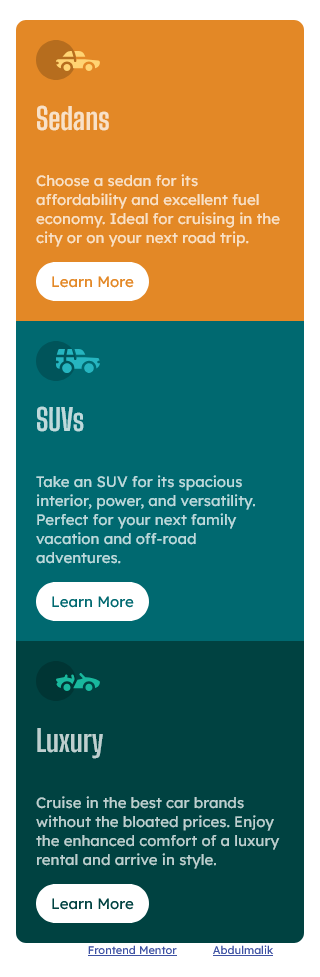 Sedans
Choose a sedan for its
affordability and excellent fuel
economy. Ideal for cruising in the
city or on your next road trip.
Learn More
SUVs
Take an SUV for its spacious
interior, power, and versatility.
Perfect for your next family
vacation and off-road
adventures.
Learn More
Luxury
Cruise in the best car brands
without the bloated prices. Enjoy
the enhanced comfort of a luxury
rental and arrive in style.
Learn More
Frontend Mentor Abdulmalik